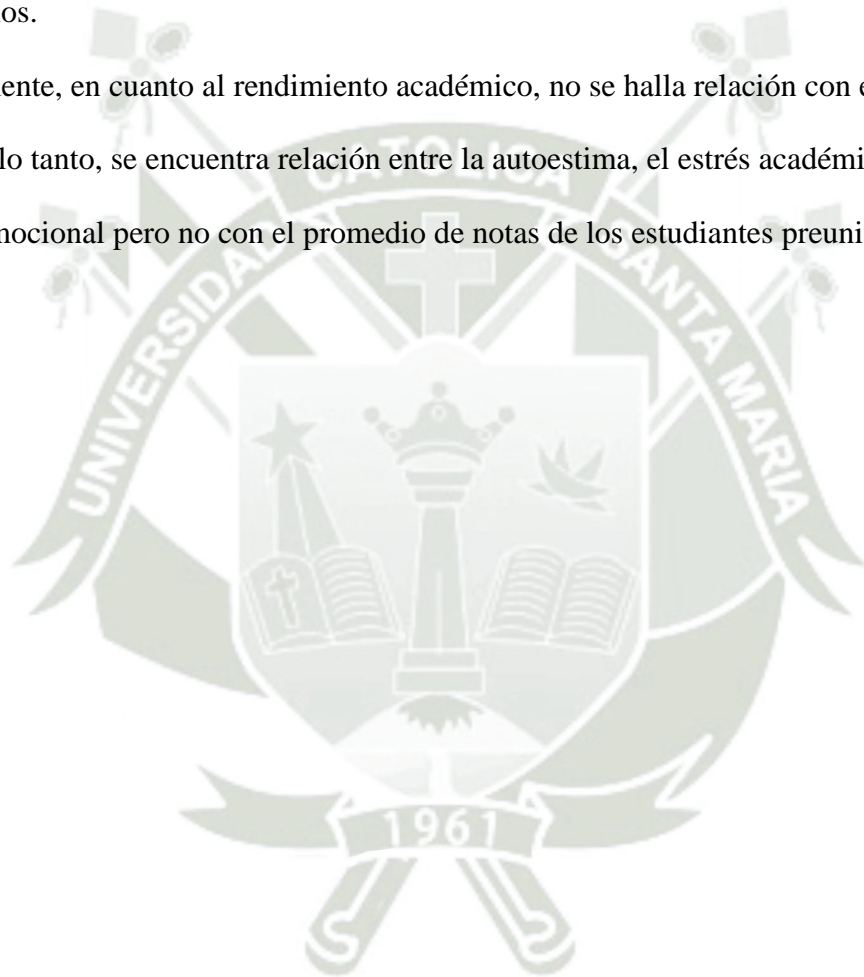 os.
ente, en cuanto al rendimiento académico, no se halla relación con e
lo tanto, se encuentra relación entre la autoestima, el estrés académi
mocional pero no con el promedio de notas de los estudiantes preuni
UNIVERSIDAD CATOLICA SANTA MARIA
1961